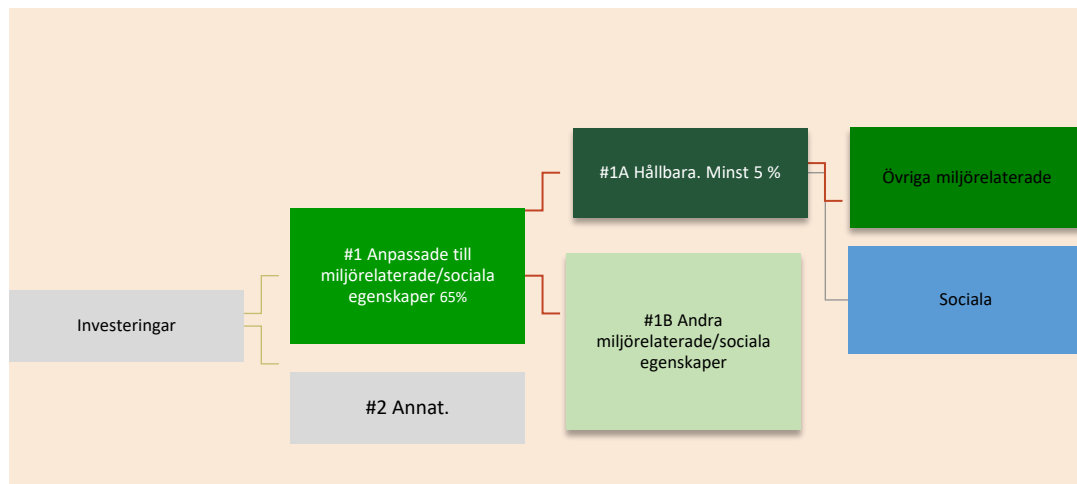 Investeringar
#1 Anpassade till
miljörelaterade/sociala
egenskaper 65%
#2 Annat.
#1A Hållbara. Minst 5 %
#1B Andra
miljörelaterade/sociala
egenskaper
Övriga miljörelaterade
Sociala